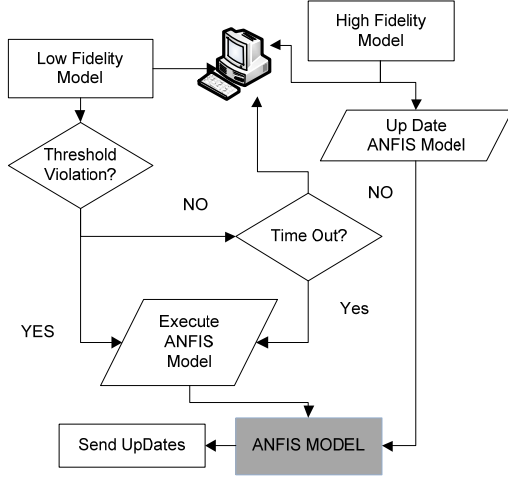 High Fidelity
Model
Low Fidelity
Model
Up Date
ANFIS Model
Threshold
Violation?
NO
NO
Time Out?
Yes
YES
Execute
ANFIS
Model
Send UpDates
ANFIS MODEL